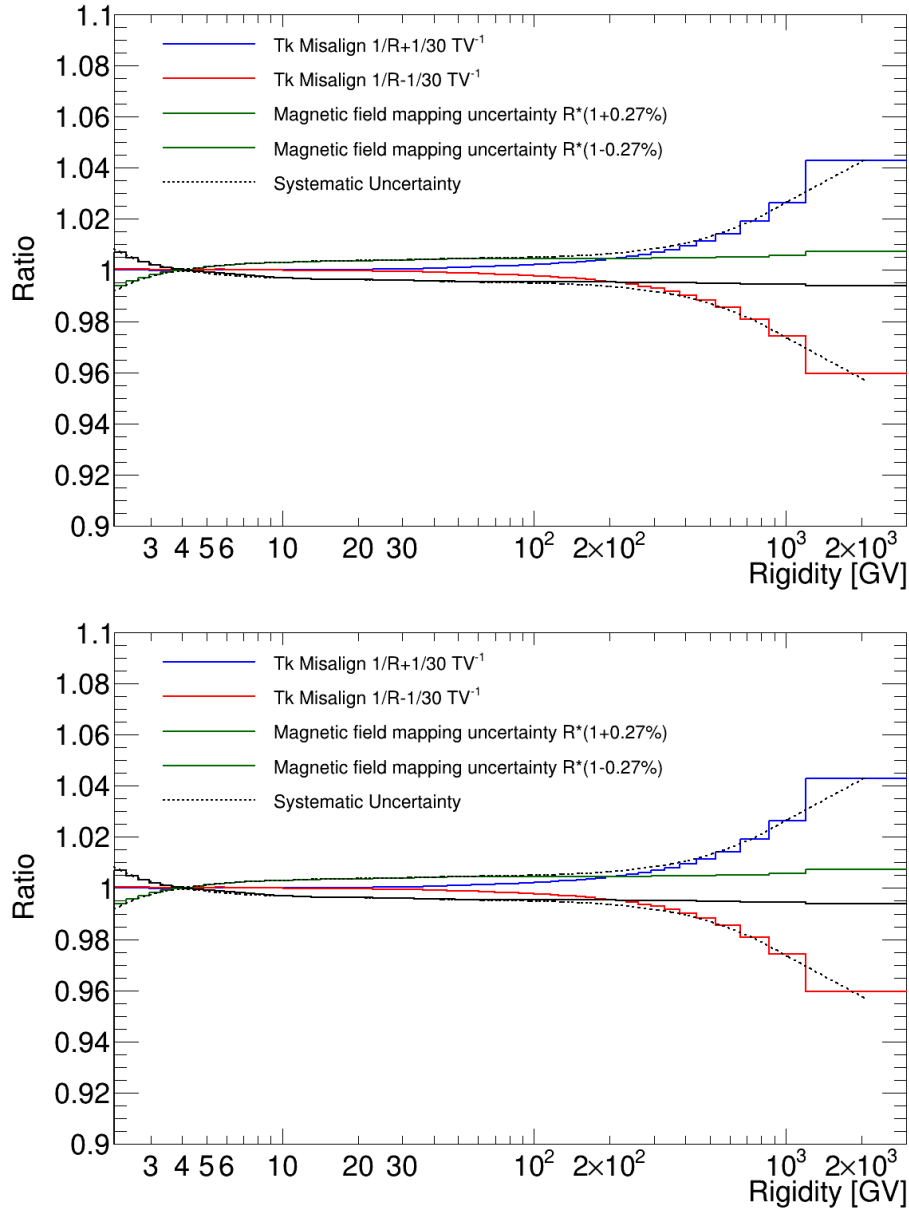 1.1
Tk Misalign 1/R+1/30 TV⁻¹
1.08
Tk Misalign 1/R-1/30 TV⁻¹
Magnetic field mapping uncertainty R*(1+0.27%)
1.06
Magnetic field mapping uncertainty R*(1-0.27%)
1.04
Systematic Uncertainty
1.02
1
0.98
0.96
0.94
0.92
0.9
Ratio
3 4 5 6 10 20 30 10² 2×10² 10³ 2×10³
Rigidity [GV]
1.1
Tk Misalign 1/R+1/30 TV⁻¹
1.08
Tk Misalign 1/R-1/30 TV⁻¹
Magnetic field mapping uncertainty R*(1+0.27%)
1.06
Magnetic field mapping uncertainty R*(1-0.27%)
1.04
Systematic Uncertainty
1.02
1
0.98
0.96
0.94
0.92
0.9
Ratio
3 4 5 6 10 20 30 10² 2×10² 10³ 2×10³
Rigidity [GV]